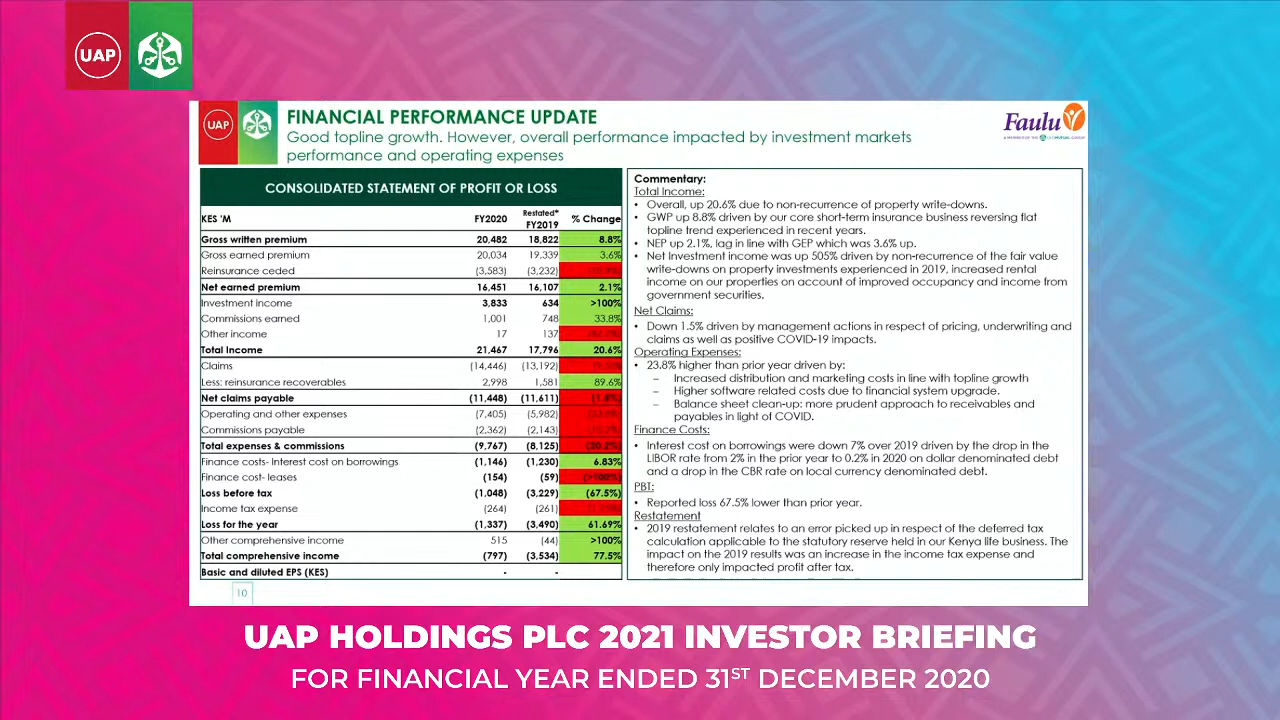 UAP
UAP
FINANCIAL PERFORMANCE UPDATE
Good topline growth. However, overall performance impacted by investment markets
performance and operating expenses
Faulu
CONSOLIDATED STATEMENT OF PROFIT OR LOSS
KES 'M FY2020 Restated* FY2019 % Change
Gross written premium 20,482 18,822 8.8%
Gross earned premium 20,034 19,339 3.6%
Reinsurance ceded (3,583) (3,232)
Net earned premium 16,451 16,107 2.1%
Investment income 3,833 634 >100%
Commissions earned 1,001 748 33.8%
Other income 17 137
Total Income 21,467 17,796 20.6%
Claims (14,446) (13,192)
Less: reinsurance recoverables 2,998 1,581 89.6%
Net claims payable (11,448) (11,611)
Operating and other expenses (7,405) (5,982)
Commissions payable (2,362) (2,143)
Total expenses & commissions (9,767) (8,125) (20.2%)
Finance costs- Interest cost on borrowings (1,146) (1,230) 6.83%
Finance cost- leases (154) (59) (>100%)
Loss before tax (1,048) (3,229) (67.5%)
Income tax expense (264) (261)
Loss for the year (1,337) (3,490) 61.69%
Other comprehensive income 515 (44) >100%
Total comprehensive income (797) (3,534) 77.5%
Basic and diluted EPS (KES) - -
Commentary:
Total Income:
• Overall, up 20.6% due to non-recurrence of property write-downs.
• GWP up 8.8% driven by our core short-term insurance business reversing flat
topline trend experienced in recent years.
• NEP up 2.1%, lag in line with GEP which was 3.6% up.
• Net Investment income was up 505% driven by non-recurrence of the fair value
write-downs on property investments experienced in 2019, increased rental
income on our properties on account of improved occupancy and income from
government securities.
Net Claims:
• Down 1.5% driven by management actions in respect of pricing, underwriting and
claims as well as positive COVID-19 impacts.
Operating Expenses:
• 23.8% higher than prior year driven by:
– Increased distribution and marketing costs in line with topline growth
– Higher software related costs due to financial system upgrade.
– Balance sheet clean-up: more prudent approach to receivables and
payables in light of COVID.
Finance Costs:
• Interest cost on borrowings were down 7% over 2019 driven by the drop in the
LIBOR rate from 2% in the prior year to 0.2% in 2020 on dollar denominated debt
and a drop in the CBR rate on local currency denominated debt.
PBT:
• Reported loss 67.5% lower than prior year.
Restatement
• 2019 restatement relates to an error picked up in respect of the deferred tax
calculation applicable to the statutory reserve held in our Kenya life business. The
impact on the 2019 results was an increase in the income tax expense and
therefore only impacted profit after tax.
10
UAP HOLDINGS PLC 2021 INVESTOR BRIEFING
FOR FINANCIAL YEAR ENDED 31ST DECEMBER 2020